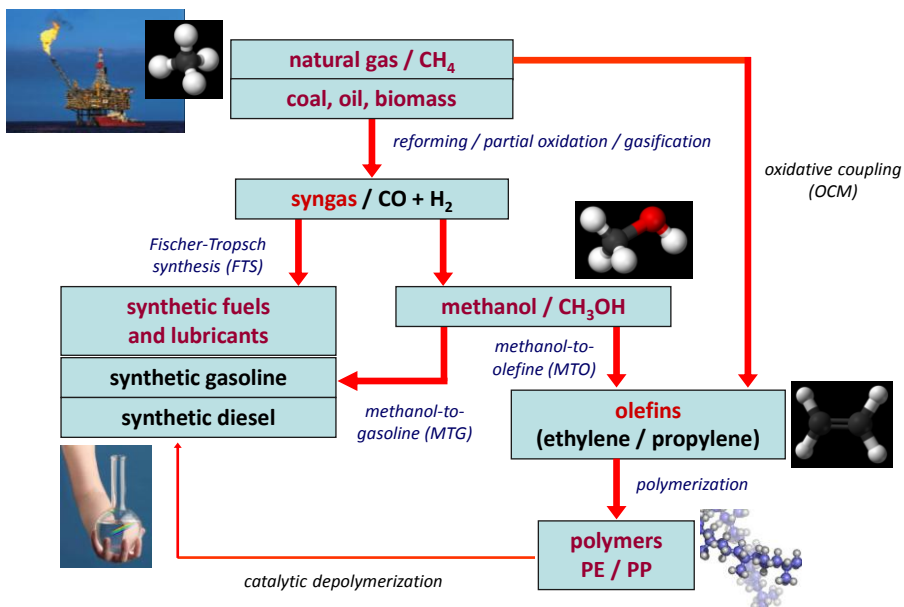 natural gas / CH₄
coal, oil, biomass
reforming / partial oxidation / gasification
oxidative coupling
(OCM)
syngas / CO + H₂
Fischer-Tropsch
synthesis (FTS)
synthetic fuels
and lubricants
methanol / CH₃OH
methanol-to-
olefine (MTO)
synthetic gasoline
synthetic diesel
methanol-to-
gasoline (MTG)
olefins
(ethylene / propylene)
polymerization
polymers
PE / PP
catalytic depolymerization